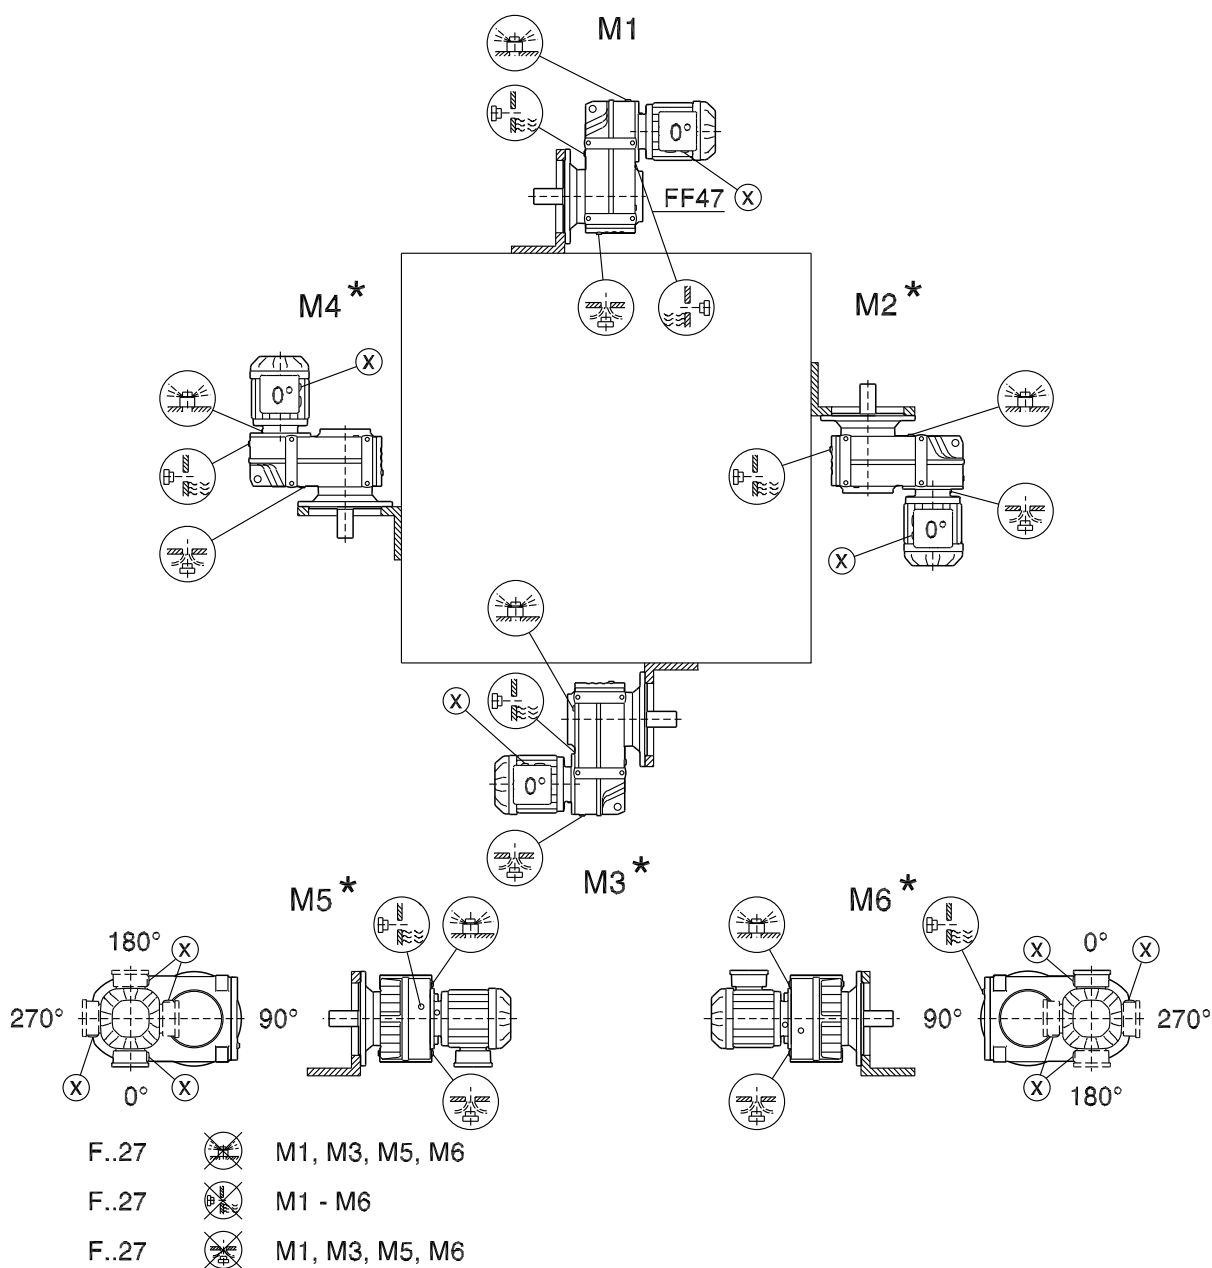 M1
0°
FF47 X
M4*
M2*
X
0°
0°
X
X
0°
M3*
M5*
M6*
180° X
270°
90°
X
0°
X
X
0°
X
90°
270°
X
180°
F..27 M1, M3, M5, M6
F..27 M1 - M6
F..27 M1, M3, M5, M6